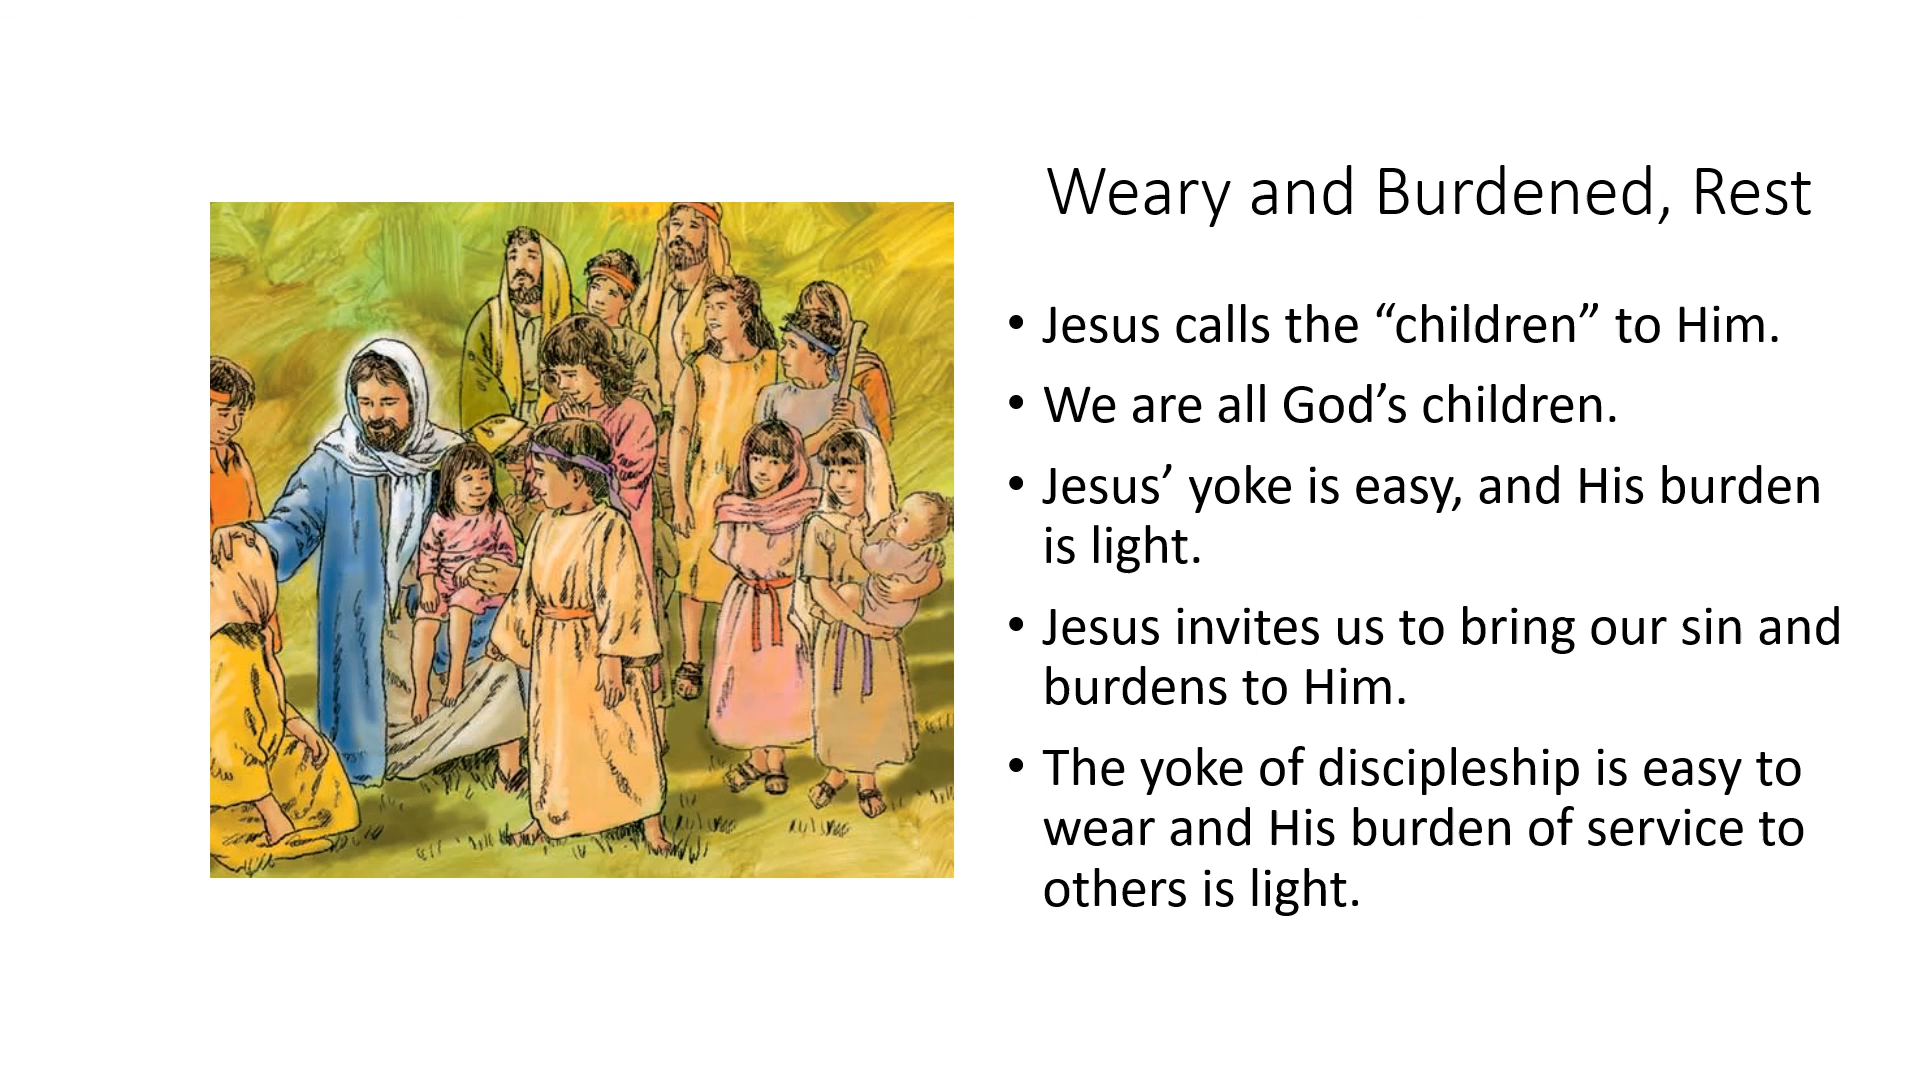 Weary and Burdened, Rest
• Jesus calls the “children” to Him.
• We are all God’s children.
• Jesus’ yoke is easy, and His burden
is light.
• Jesus invites us to bring our sin and
burdens to Him.
• The yoke of discipleship is easy to
wear and His burden of service to
others is light.